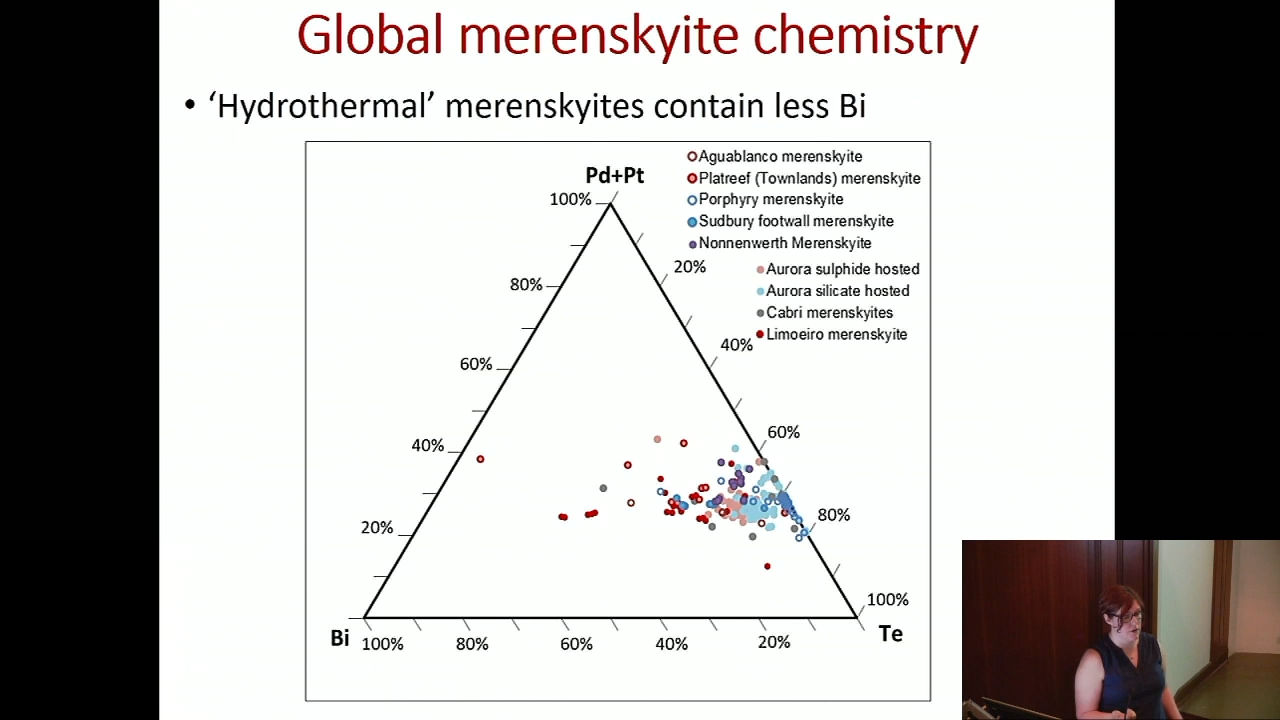 Global merenskyite chemistry
• ‘Hydrothermal’ merenskyites contain less Bi
Pd+Pt
Aguablanco merenskyite
Platreef (Townlands) merenskyite
Porphyry merenskyite
Sudbury footwall merenskyite
Nonnenwerth Merenskyite
Aurora sulphide hosted
Aurora silicate hosted
Cabri merenskyites
Limoeiro merenskyite
100%
80%
60%
40%
20%
20%
40%
60%
80%
100%
Bi
Te
100%
80%
60%
40%
20%